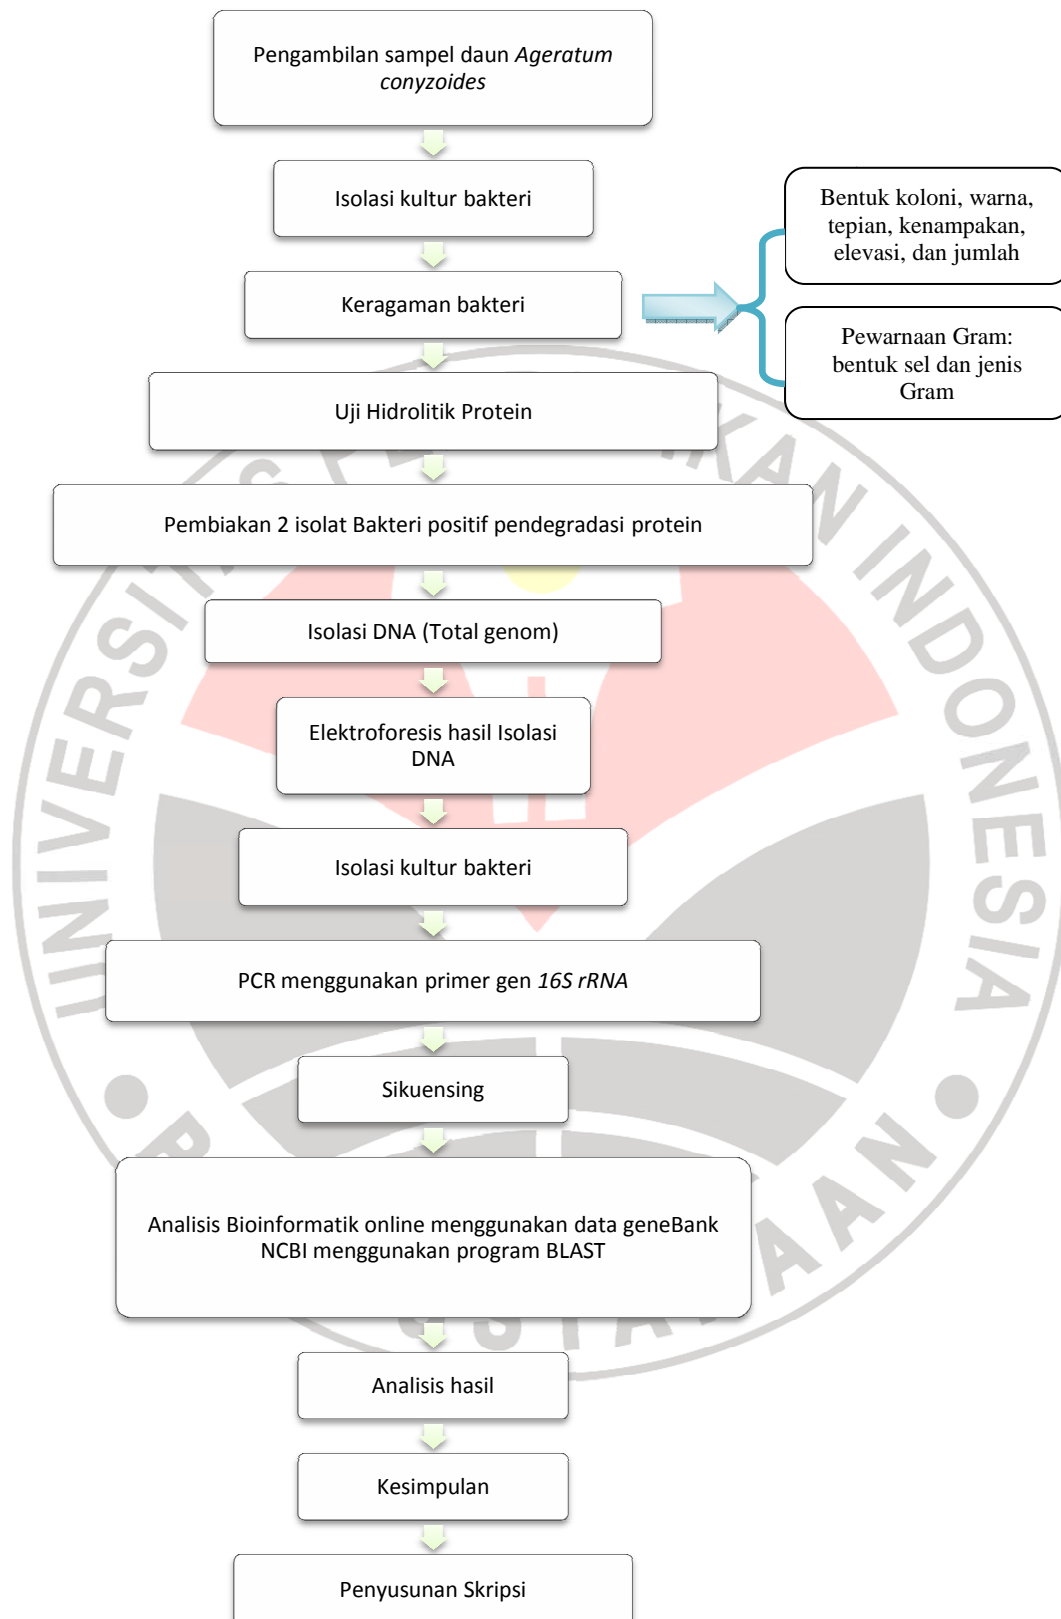 Pengambilan sampel daun Ageratum
conyzoides
Isolasi kultur bakteri
Keragaman bakteri
Bentuk koloni, warna,
tepian, kenampakan,
elevasi, dan jumlah
Pewarnaan Gram:
bentuk sel dan jenis
Gram
Uji Hidrolitik Protein
Pembiakan 2 isolat Bakteri positif pendegradasi protein
Isolasi DNA (Total genom)
Elektroforesis hasil Isolasi
DNA
Isolasi kultur bakteri
PCR menggunakan primer gen 16S rRNA
Sikuensing
Analisis Bioinformatik online menggunakan data geneBank
NCBI menggunakan program BLAST
Analisis hasil
Kesimpulan
Penyusunan Skripsi
INDONESIA